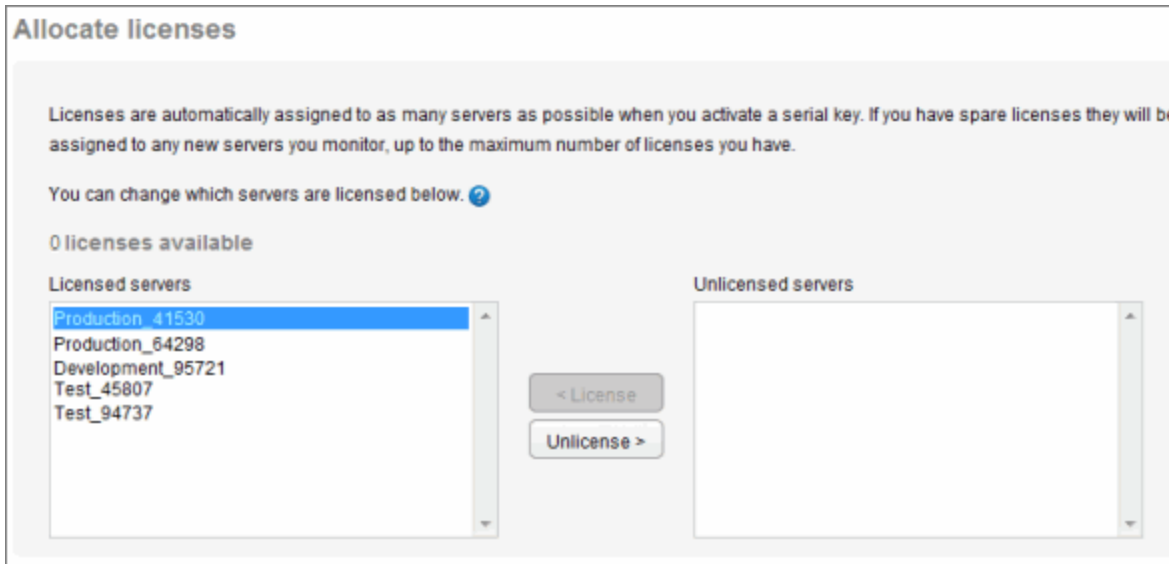 Allocate licenses
Licenses are automatically assigned to as many servers as possible when you activate a serial key. If you have spare licenses they will be
assigned to any new servers you monitor, up to the maximum number of licenses you have.
You can change which servers are licensed below. ?
0 licenses available
Licensed servers
Unlicensed servers
Production_41530
Production_64298
Development_95721
Test_45807
Test_94737
< License
Unlicense >